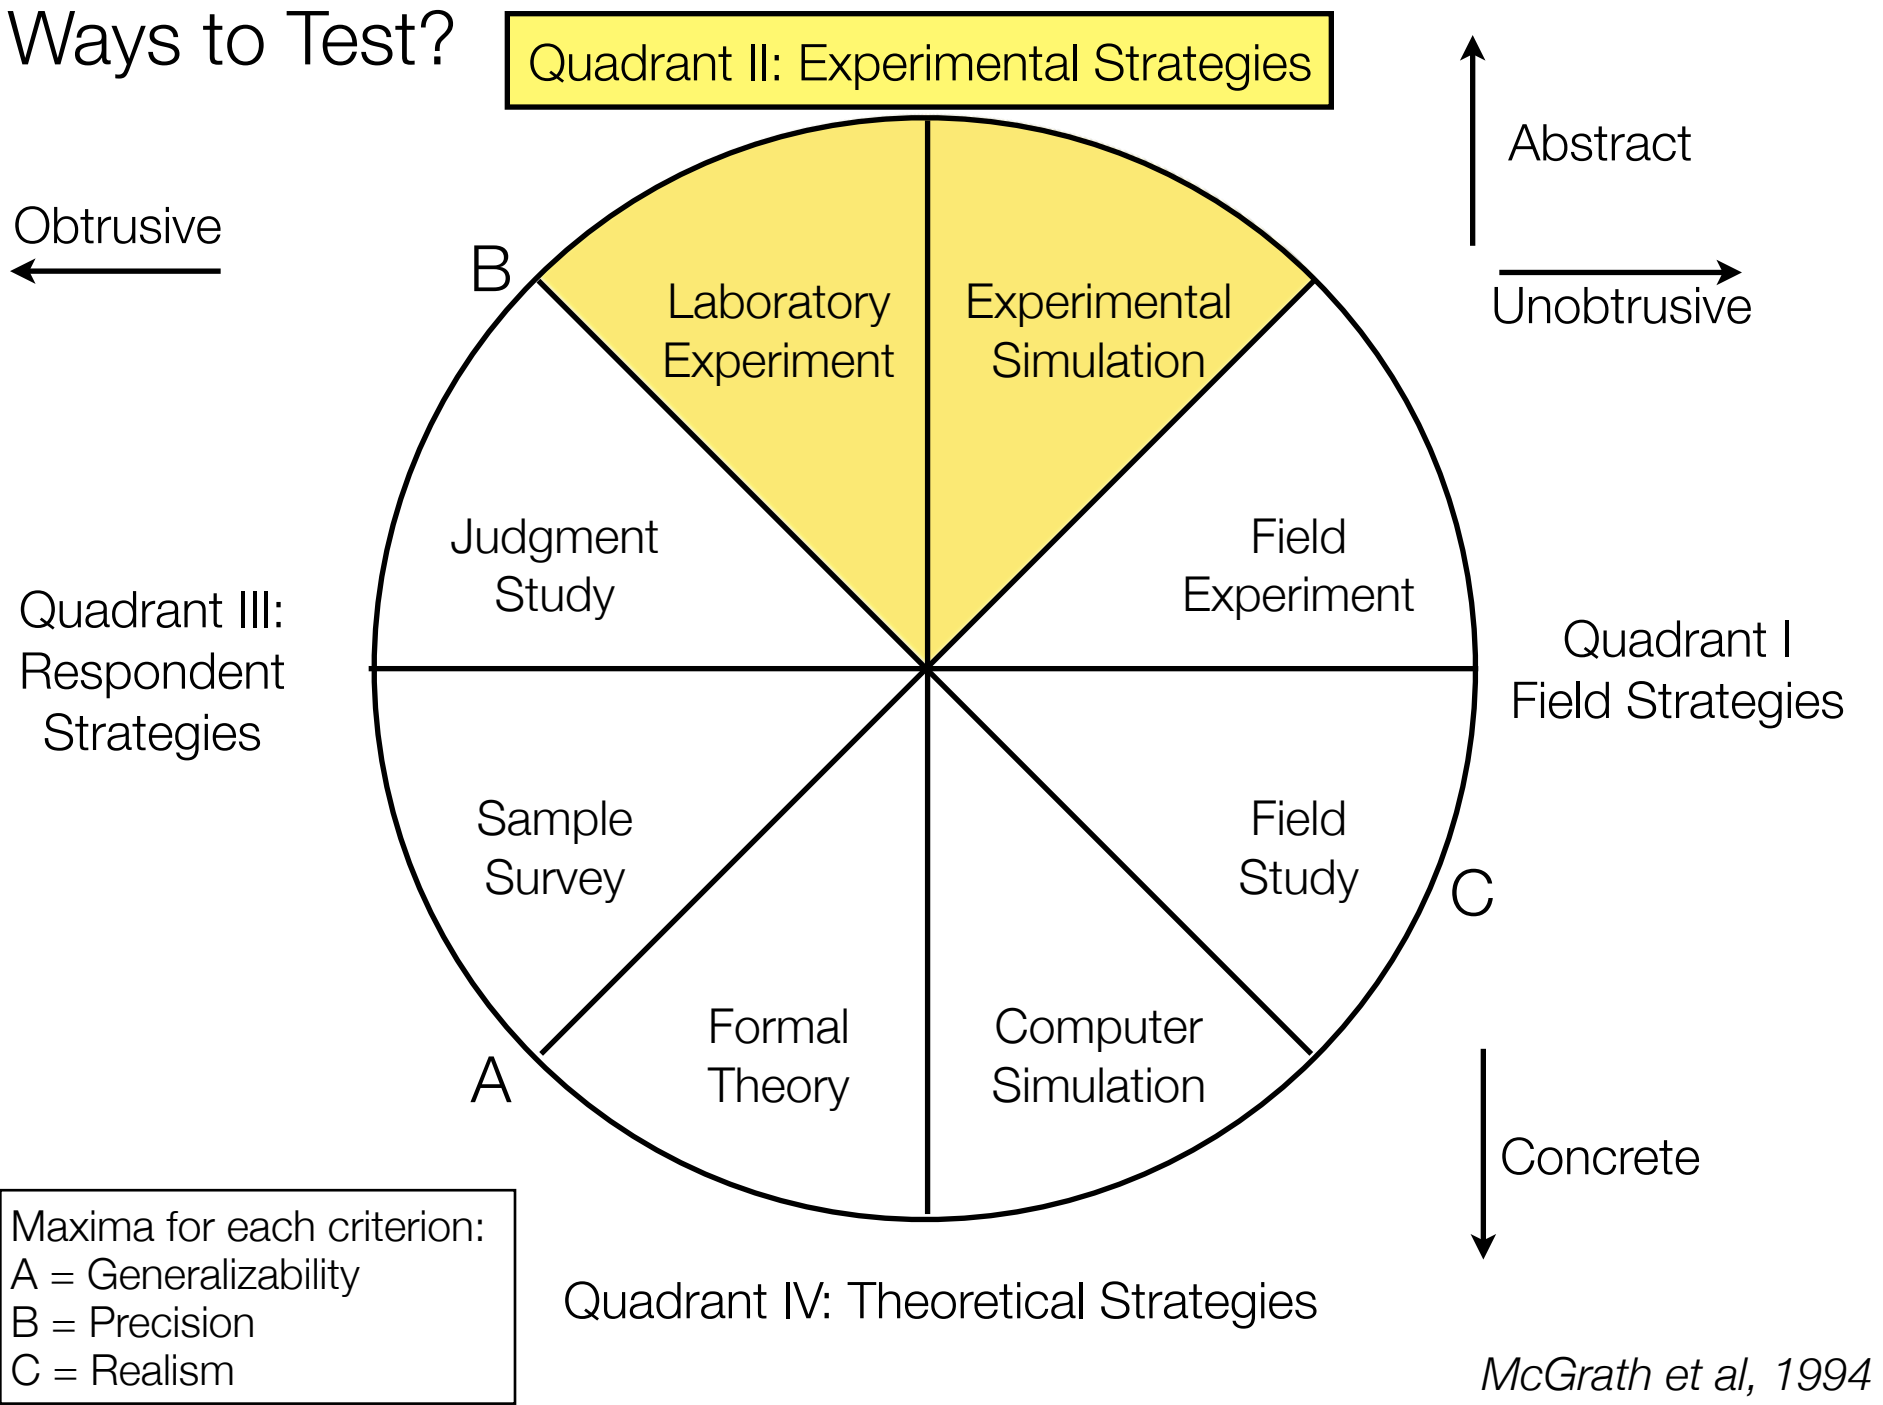 Ways to Test?
Quadrant II: Experimental Strategies
Abstract
Obtrusive
Unobtrusive
B
Laboratory
Experiment
Experimental
Simulation
Judgment
Study
Field
Experiment
Quadrant III:
Respondent
Strategies
Quadrant I
Field Strategies
Sample
Survey
Field
Study
C
Formal
Theory
Computer
Simulation
A
Concrete
Maxima for each criterion:
A = Generalizability
B = Precision
C = Realism
Quadrant IV: Theoretical Strategies
McGrath et al, 1994